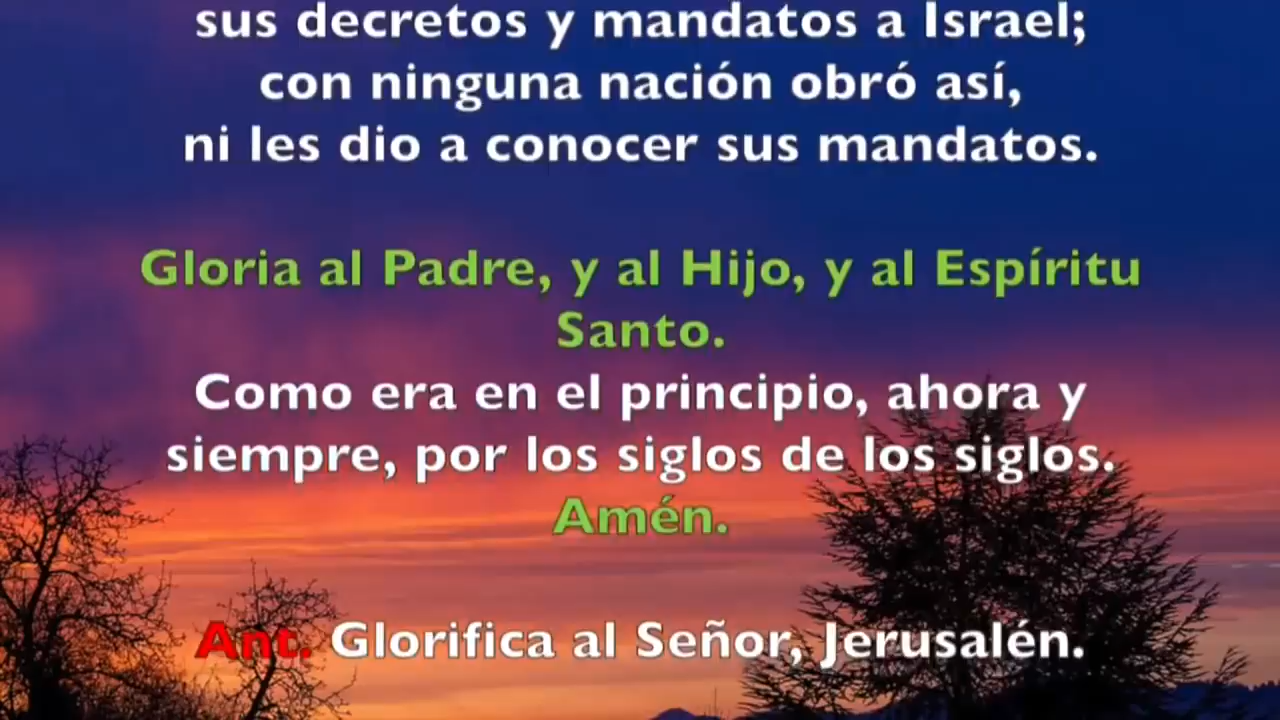 sus decretos y mandatos a Israel;
con ninguna nación obró así,
ni les dio a conocer sus mandatos.
Gloria al Padre, y al Hijo, y al Espíritu
Santo.
Como era en el principio, ahora y
siempre, por los siglos de los siglos.
Amén.
Ant. Glorifica al Señor, Jerusalén.